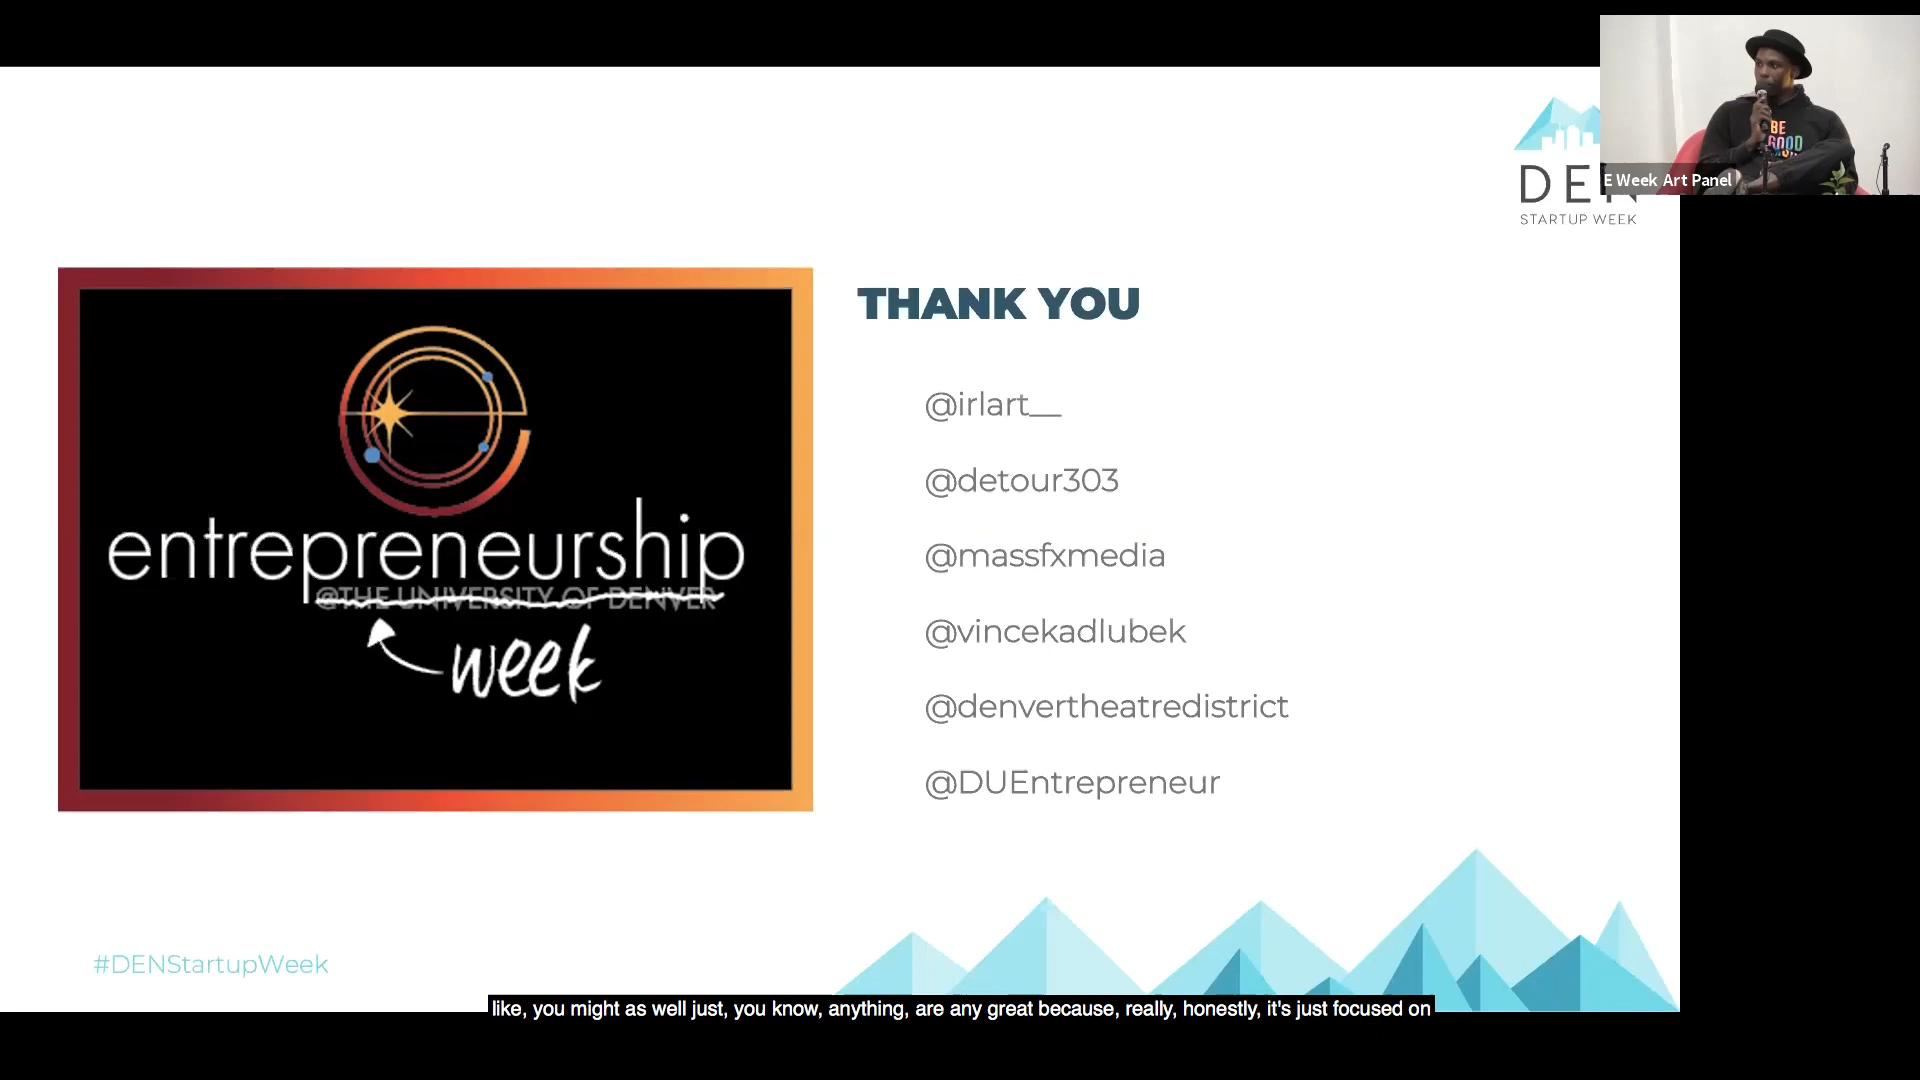 DEN
STARTUP WEEK
BE
GOOD
E Week Art Panel
entrepreneurship
@THE UNIVERSITY OF DENVER
week
THANK YOU
@irlart__
@detour303
@massfxmedia
@vincekadlubek
@denvertheatredistrict
@DUEntrepreneur
#DENStartupWeek
like, you might as well just, you know, anything, are any great because, really, honestly, it's just focused on